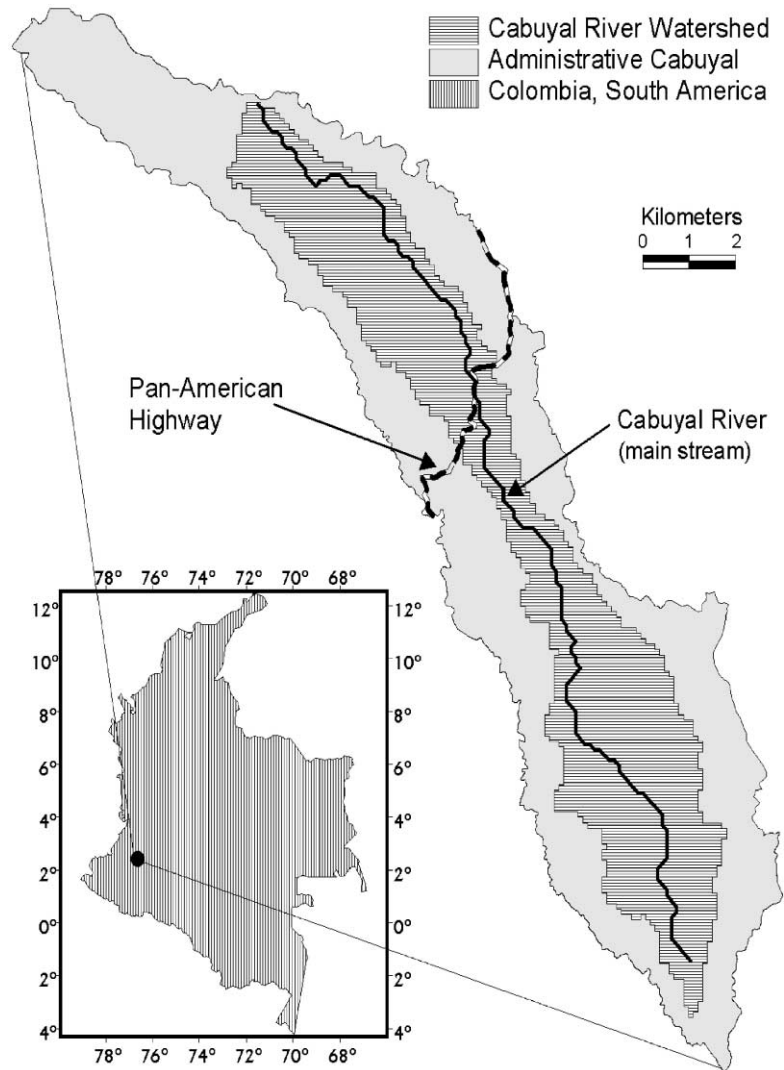 Cabuyal River Watershed
Administrative Cabuyal
Colombia, South America
Kilometers
0 1 2
Pan-American
Highway
Cabuyal River
(main stream)
78° 76° 74° 72° 70° 68°
12° 12°
10° 10°
8° 8°
6° 6°
4° 4°
2° 2°
0° 0°
2° 2°
4° 4°
78° 76° 74° 72° 70° 68°